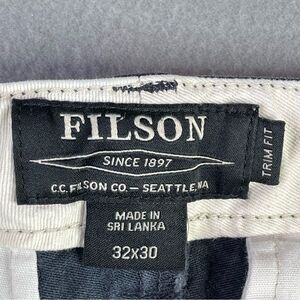 FILSON
SINCE 1897
C.C. FILSON CO — SEATTLE, WA
TRIM FIT
MADE IN
SRI LANKA
32x30